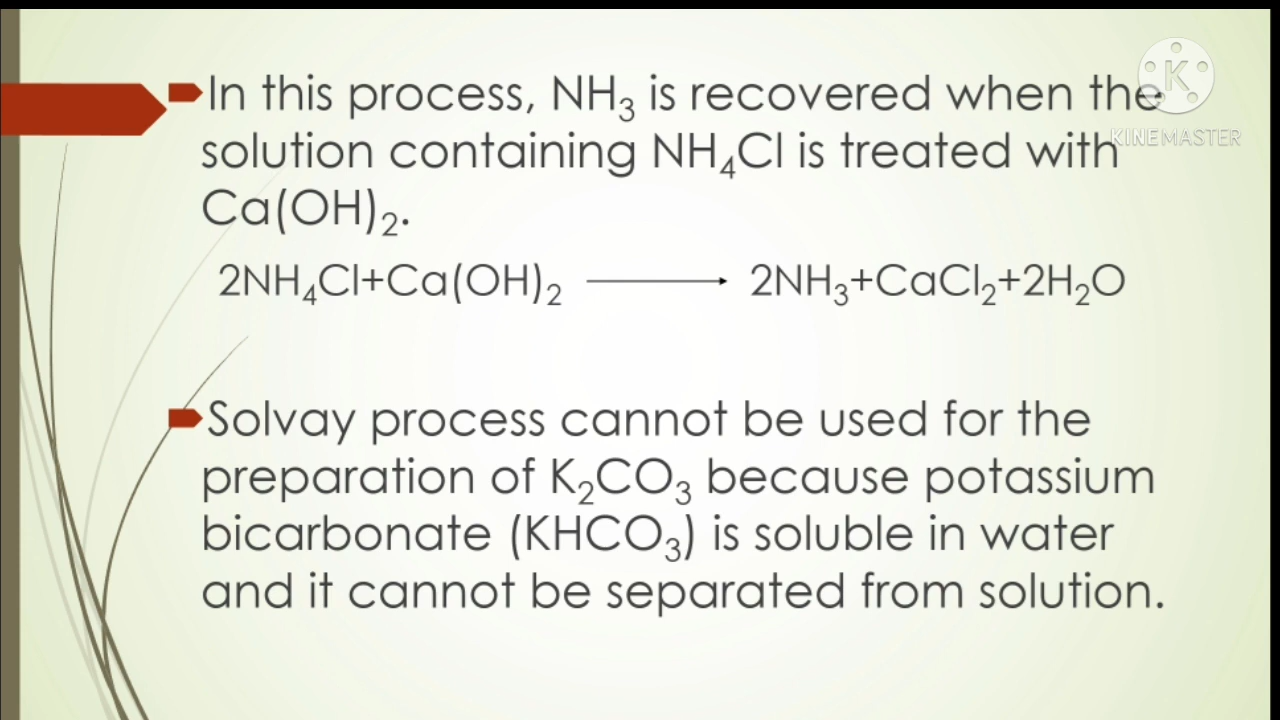 In this process, NH₃ is recovered when the
solution containing NH₄Cl is treated with
Ca(OH)₂.
2NH₄Cl+Ca(OH)₂ ⟶ 2NH₃+CaCl₂+2H₂O
Solvay process cannot be used for the
preparation of K₂CO₃ because potassium
bicarbonate (KHCO₃) is soluble in water
and it cannot be separated from solution.
K
KINEMASTER